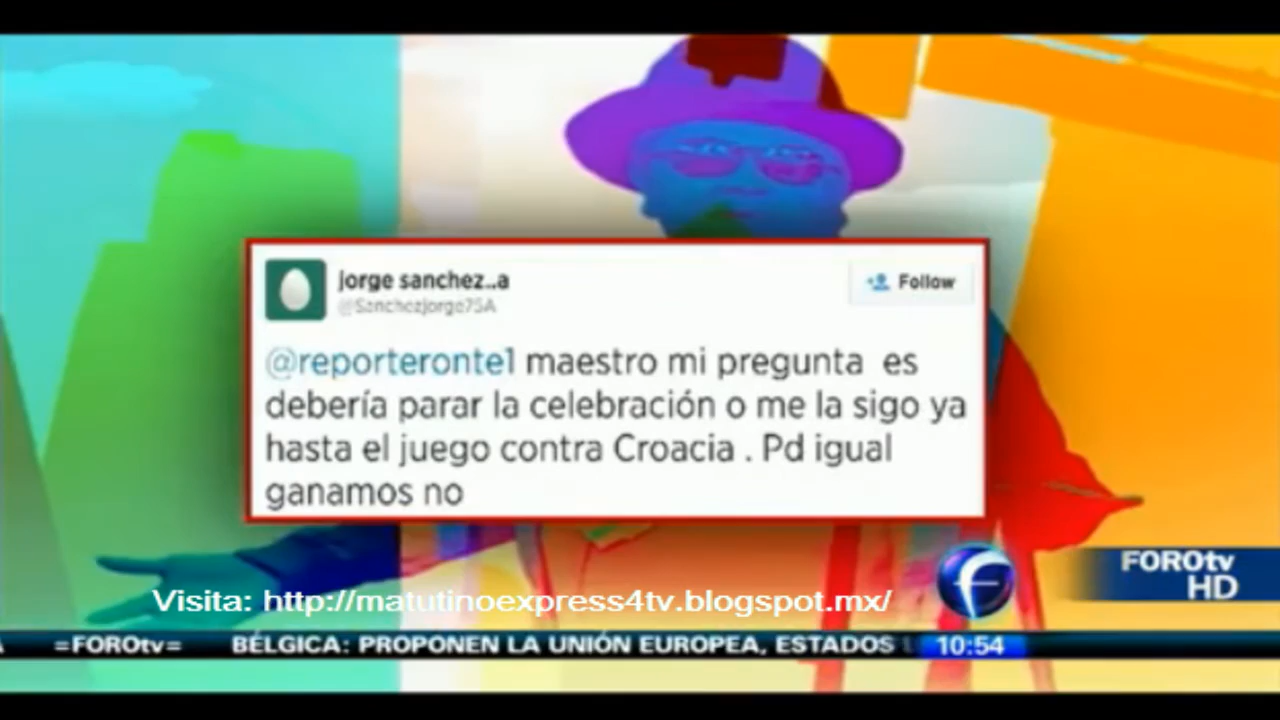 jorge sanchez..a
@Sanchezjorge75A
Follow
@reporteronte1 maestro mi pregunta es
debería parar la celebración o me la sigo ya
hasta el juego contra Croacia . Pd igual
ganamos no
FOROtv
HD
Visita: http://matutinoexpress4tv.blogspot.mx/
=FOROtv= BÉLGICA: PROPONEN LA UNIÓN EUROPEA, ESTADOS 10:54